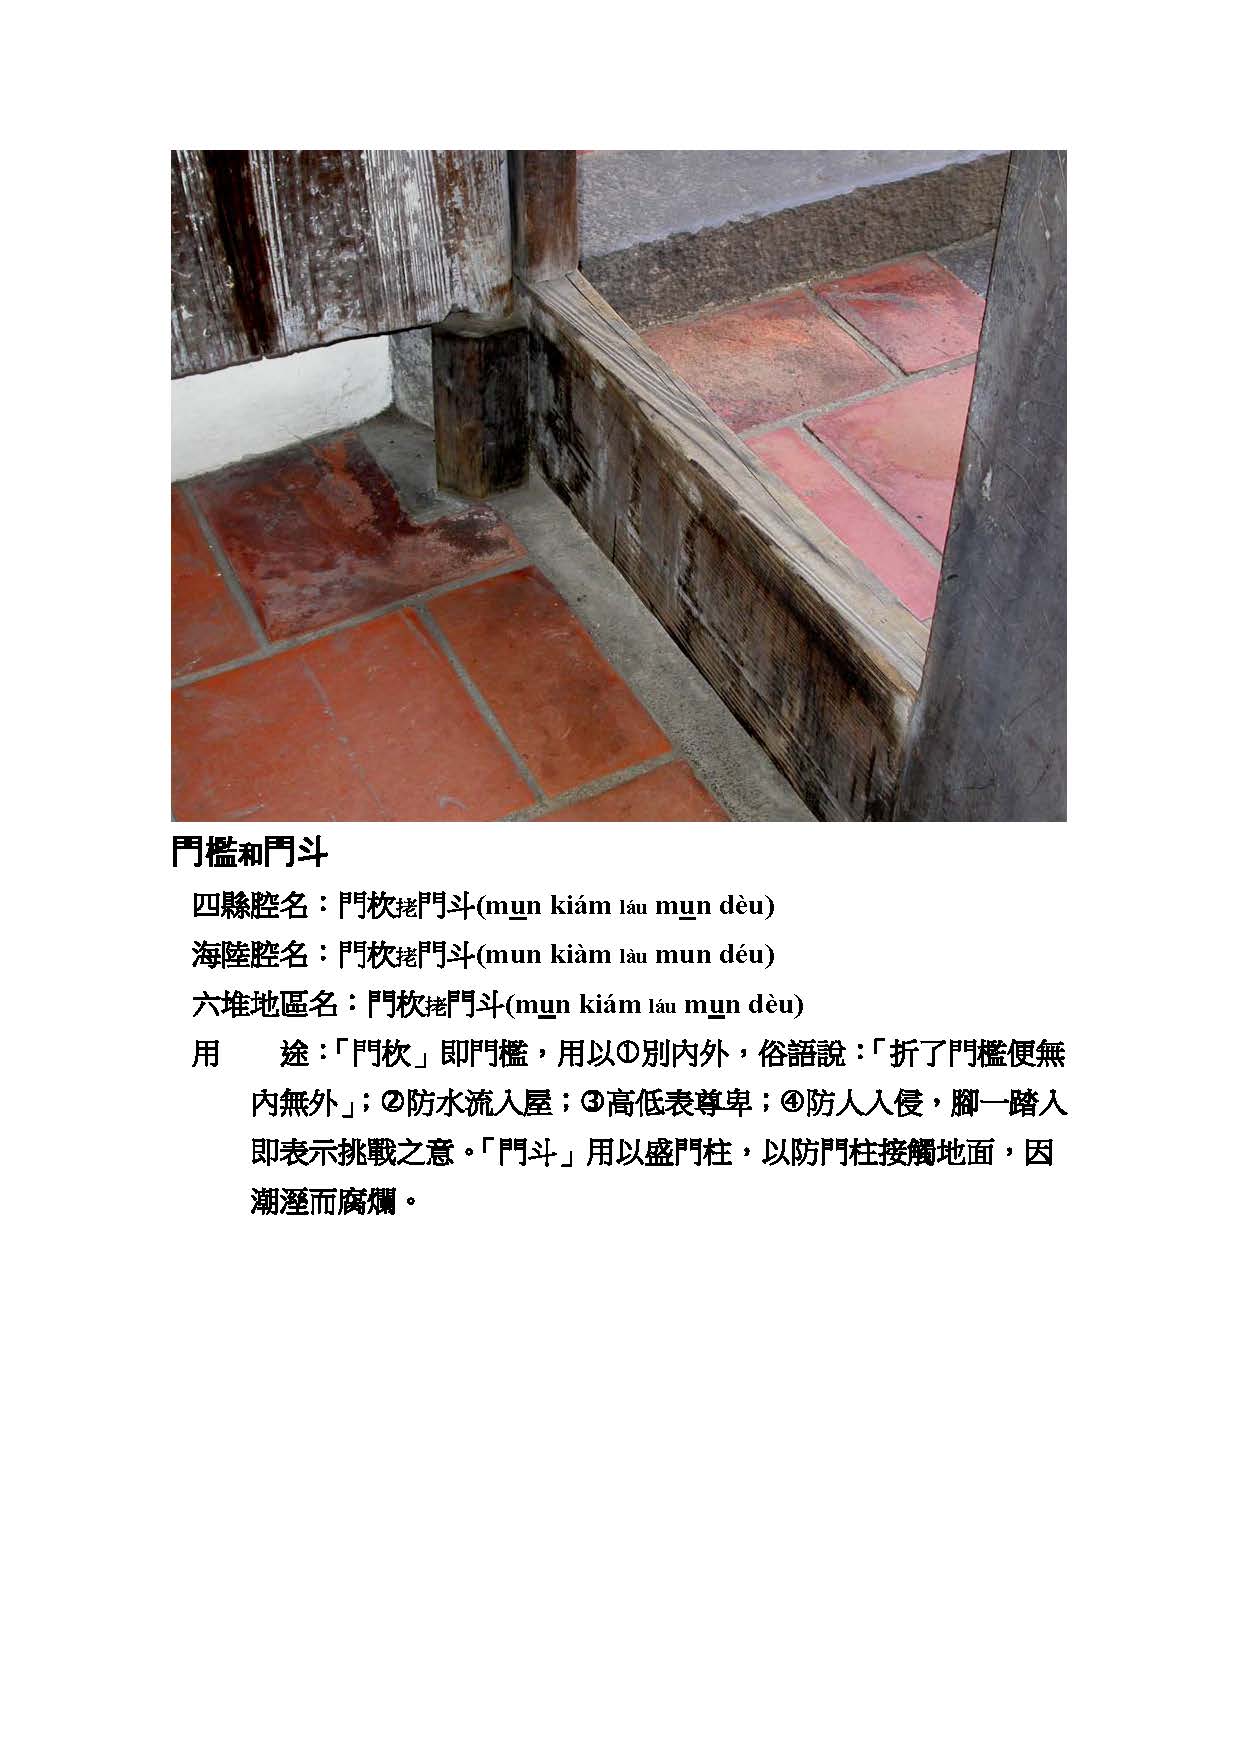 門檻和門斗
四縣腔名：門杴㧯門斗(mun kiám láu mun dèu)
海陸腔名：門杴㧯門斗(mun kiàm làu mun déu)
六堆地區名：門杴㧯門斗(mun kiám láu mun dèu)
用　　途：「門杴」即門檻，用以①別內外，俗語說：「折了門檻便無
內無外」；②防水流入屋；③高低表尊卑；④防人入侵，腳一踏入
即表示挑戰之意。「門斗」用以盛門柱，以防門柱接觸地面，因
潮溼而腐爛。